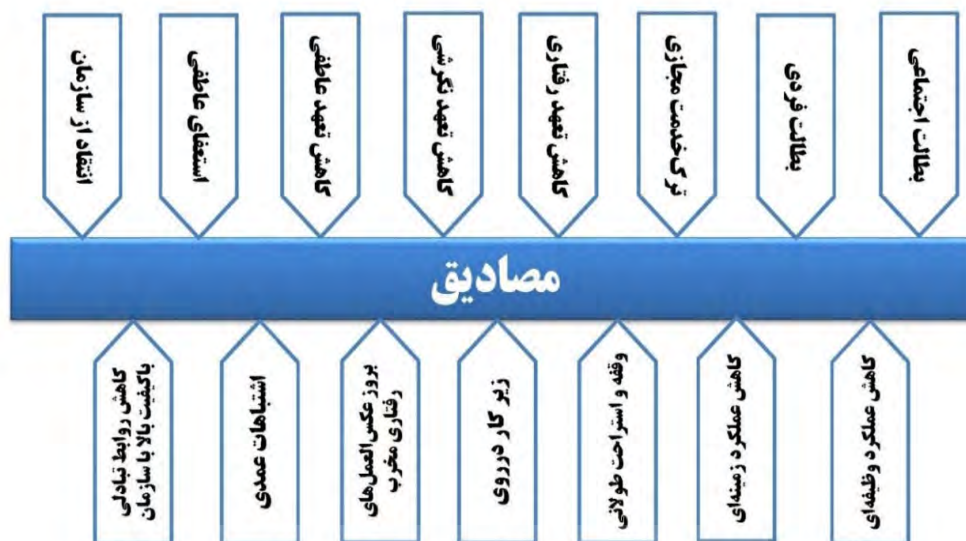 بطالت اجتماعی
بطالت فردی
ترک‌خدمت مجازی
کاهش تعهد رفتاری
کاهش تعهد نگرشی
کاهش تعهد عاطفی
استعفای عاطفی
انتقاد از سازمان
مصادیق
کاهش عملکرد وظیفه‌ای
کاهش عملکرد زمینه‌ای
وقفه و استراحت طولانی
زیر کار درروی
بروز عکس‌العمل‌های
رفتاری مخرب
اشتباهات عمدی
کاهش روابط تبادلی
باکیفیت بالا با سازمان